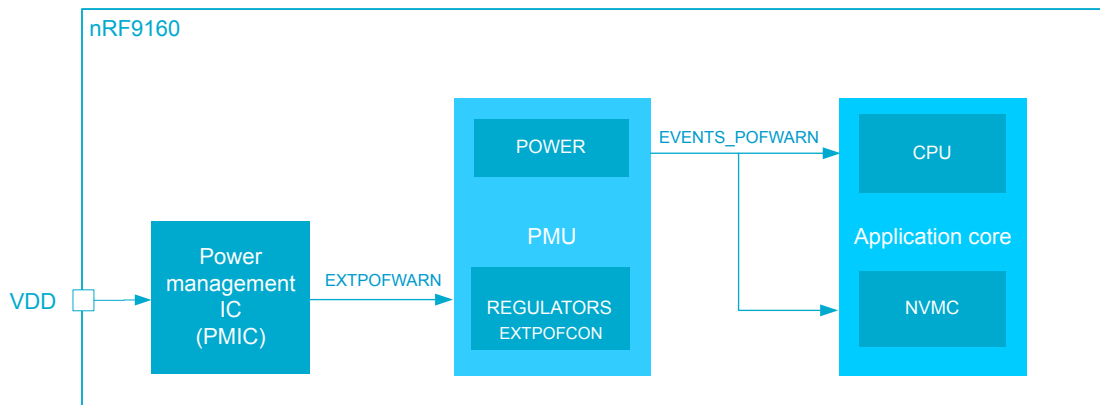 nRF9160
POWER
EVENTS_POFWARN
CPU
PMU
Application core
Power
management
IC
(PMIC)
EXTPOFWARN
VDD
REGULATORS
EXTPOFCON
NVMC